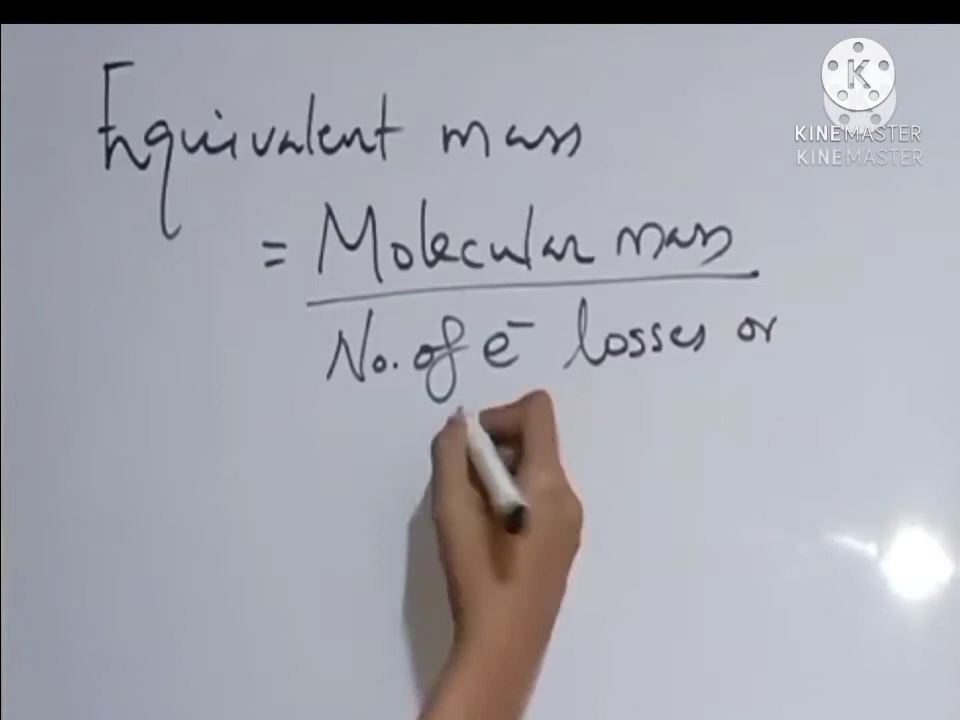 Equivalent mass
= Molecular mass
No. of e⁻ losses or
K
KINEMASTER
KINEMASTER